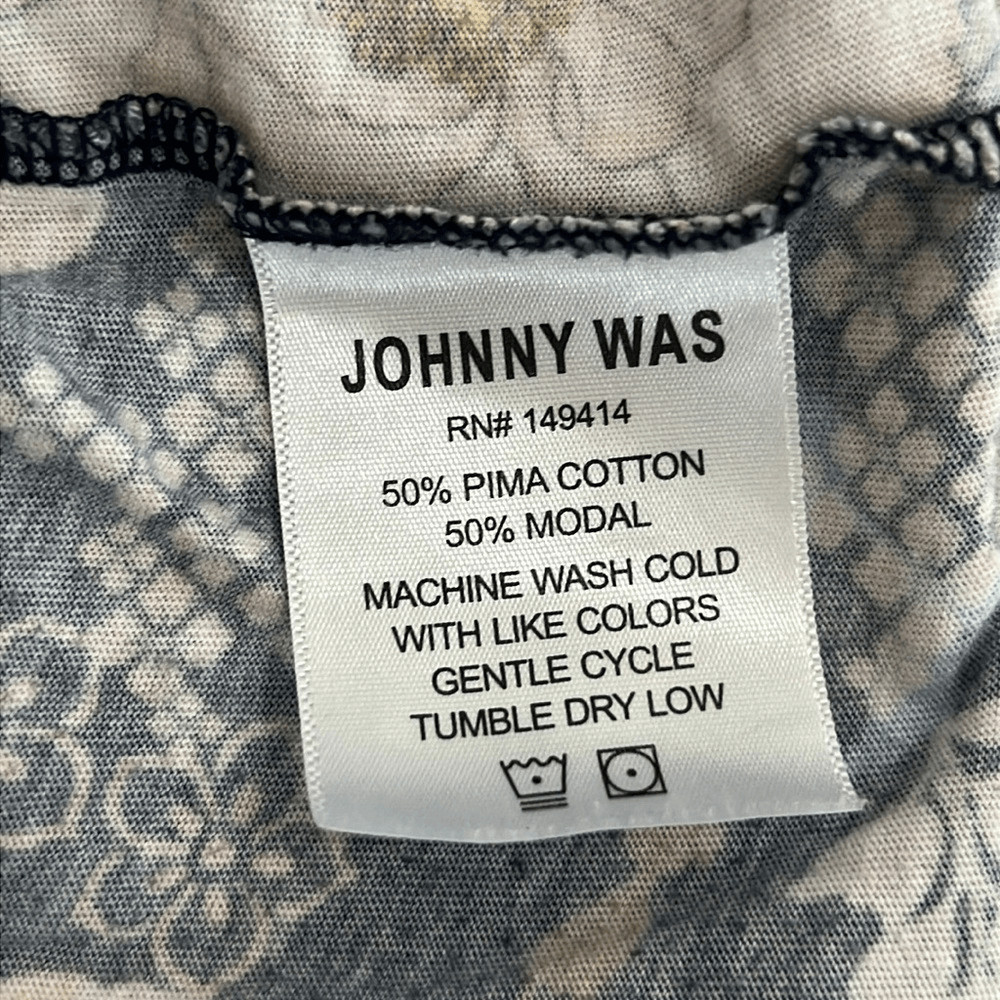 JOHNNY WAS
RN# 149414
50% PIMA COTTON
50% MODAL
MACHINE WASH COLD
WITH LIKE COLORS
GENTLE CYCLE
TUMBLE DRY LOW